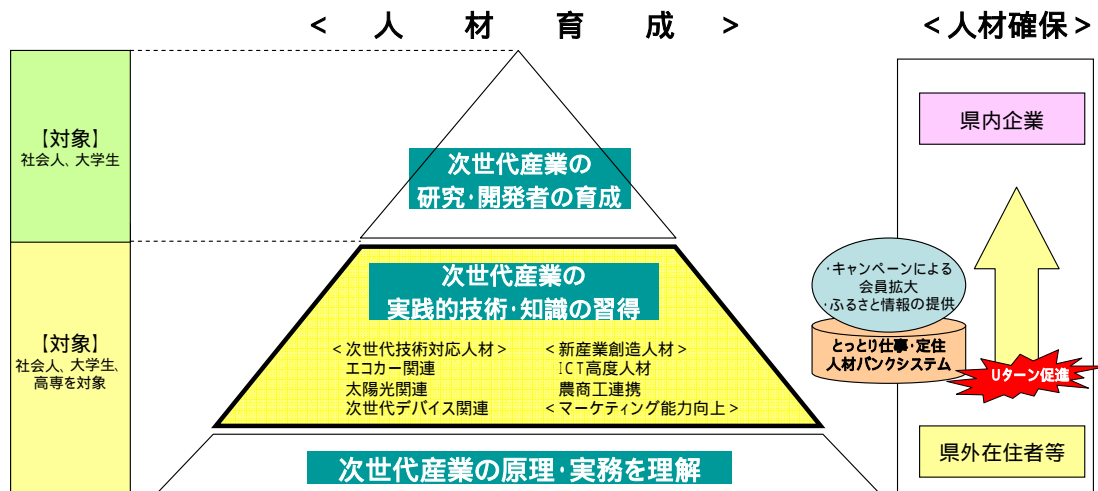 < 人 材 育 成 >
<人材確保>
【対象】
社会人、大学生
次世代産業の
研究・開発者の育成
【対象】
社会人、大学生、
高専を対象
次世代産業の
実践的技術・知識の習得
<次世代技術対応人材>
エコカー関連
太陽光関連
次世代デバイス関連
<新産業創造人材>
ICT高度人材
農商工連携
<マーケティング能力向上>
次世代産業の原理・実務を理解
県内企業
・キャンペーンによる
会員拡大
・ふるさと情報の提供
とっとり仕事・定住
人材バンクシステム
Uターン促進
県外在住者等